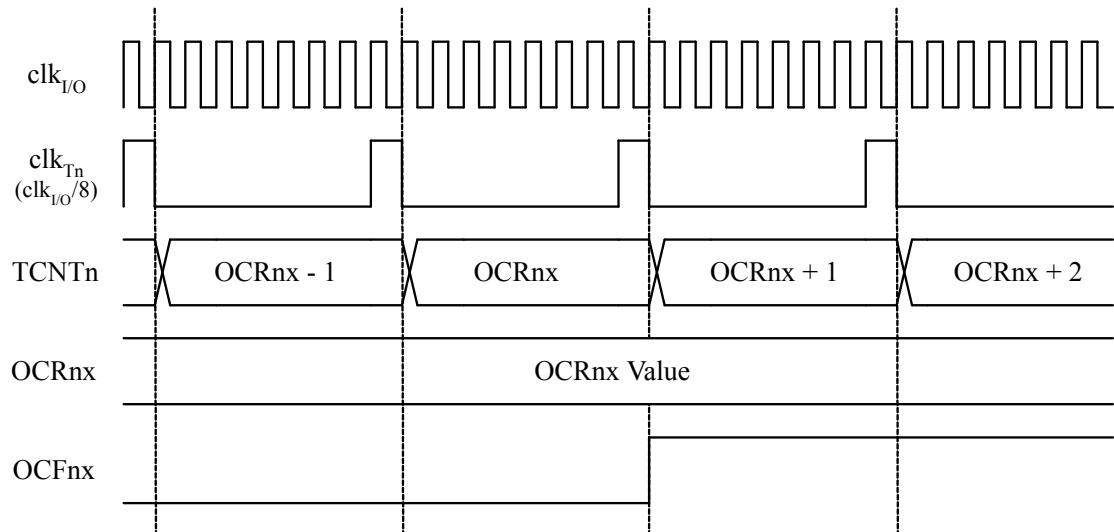 clkI/O
clkTn
(clkI/O/8)
TCNTn
OCRnx - 1
OCRnx
OCRnx + 1
OCRnx + 2
OCRnx
OCRnx Value
OCFnx